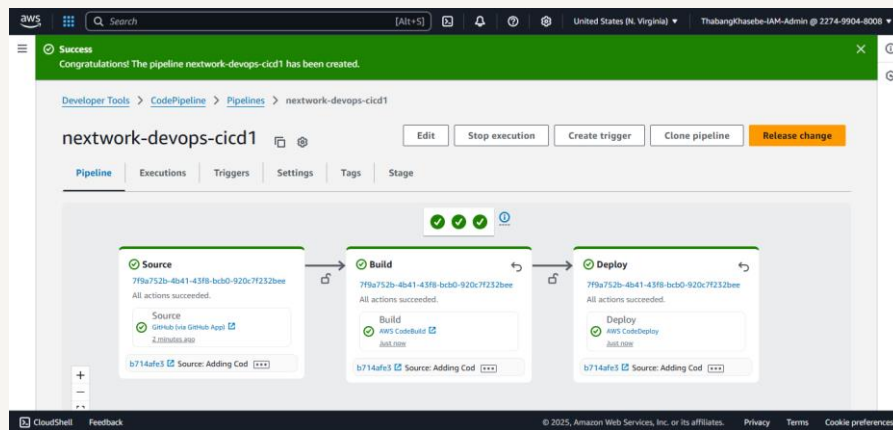 aws Search [Alt+S] United States (N. Virginia) ThabangKhasebe-IAM-Admin @ 2274-9904-8008
Success
Congratulations! The pipeline nextwork-devops-cicd1 has been created.
Developer Tools > CodePipeline > Pipelines > nextwork-devops-cicd1
nextwork-devops-cicd1 Edit Stop execution Create trigger Clone pipeline Release change
Pipeline Executions Triggers Settings Tags Stage
Source
7f9a752b-4b41-43f8-bcb0-920c7f232bee
All actions succeeded.
Source
GitHub (via GitHub App)
2 minutes ago
b714afe3 Source: Adding Cod
Build
7f9a752b-4b41-43f8-bcb0-920c7f232bee
All actions succeeded.
Build
AWS CodeBuild
Just now
b714afe3 Source: Adding Cod
Deploy
7f9a752b-4b41-43f8-bcb0-920c7f232bee
All actions succeeded.
Deploy
AWS CodeDeploy
Just now
b714afe3 Source: Adding Cod
CloudShell Feedback © 2025, Amazon Web Services, Inc. or its affiliates. Privacy Terms Cookie preferences